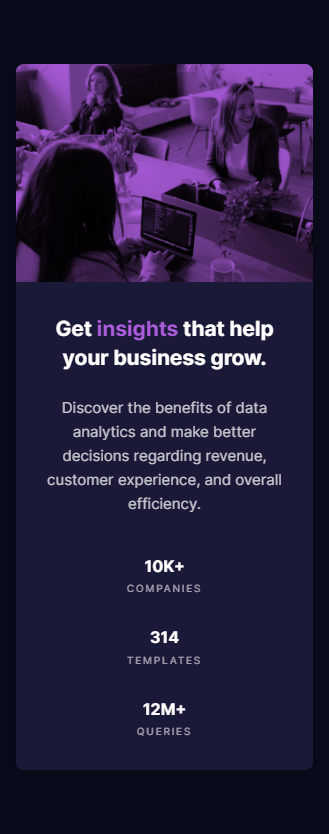 Get insights that help
your business grow.
Discover the benefits of data
analytics and make better
decisions regarding revenue,
customer experience, and overall
efficiency.
10K+
COMPANIES
314
TEMPLATES
12M+
QUERIES